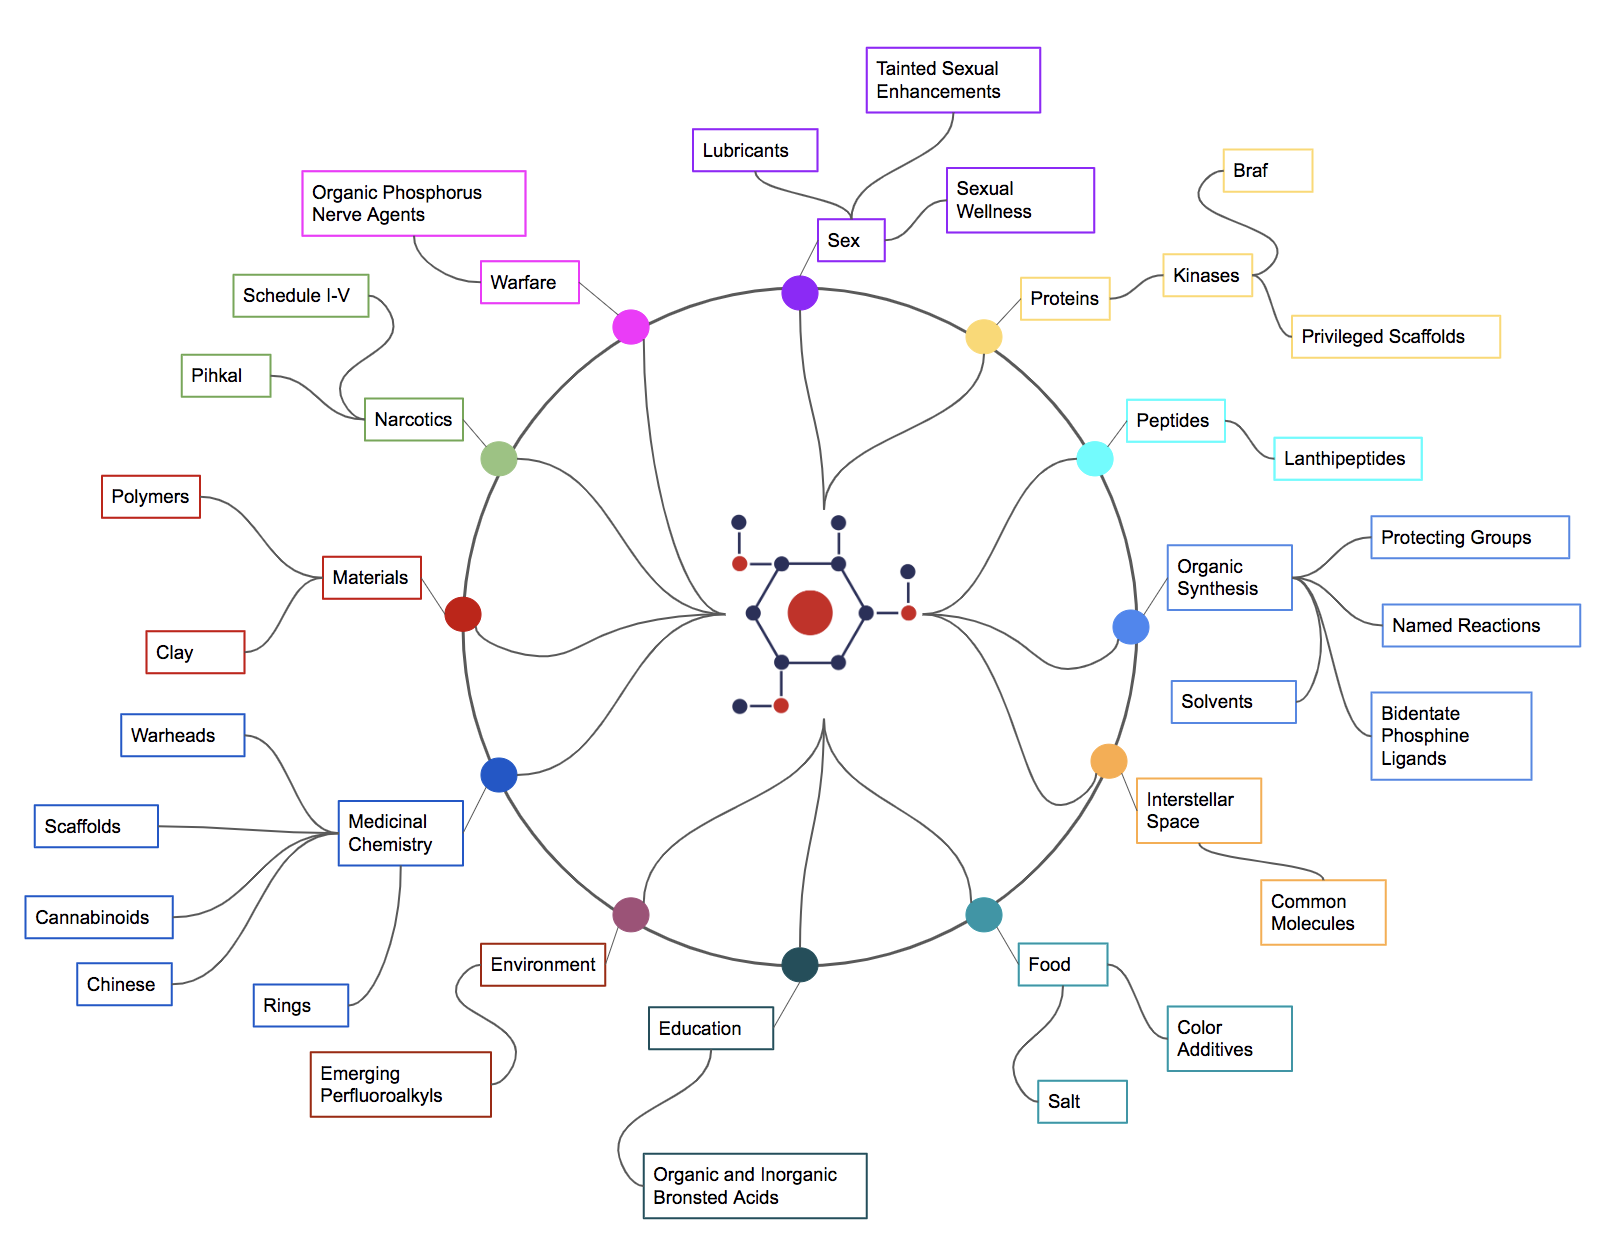 Tainted Sexual
Enhancements
Lubricants
Sexual
Wellness
Sex
Braf
Kinases
Proteins
Privileged Scaffolds
Organic Phosphorus
Nerve Agents
Warfare
Schedule I-V
Pihkal
Narcotics
Peptides
Lanthipeptides
Polymers
Materials
Clay
Organic
Synthesis
Protecting Groups
Named Reactions
Solvents
Bidentate
Phosphine
Ligands
Warheads
Scaffolds
Medicinal
Chemistry
Cannabinoids
Chinese
Rings
Interstellar
Space
Common
Molecules
Environment
Emerging
Perfluoroalkyls
Education
Organic and Inorganic
Bronsted Acids
Food
Color
Additives
Salt